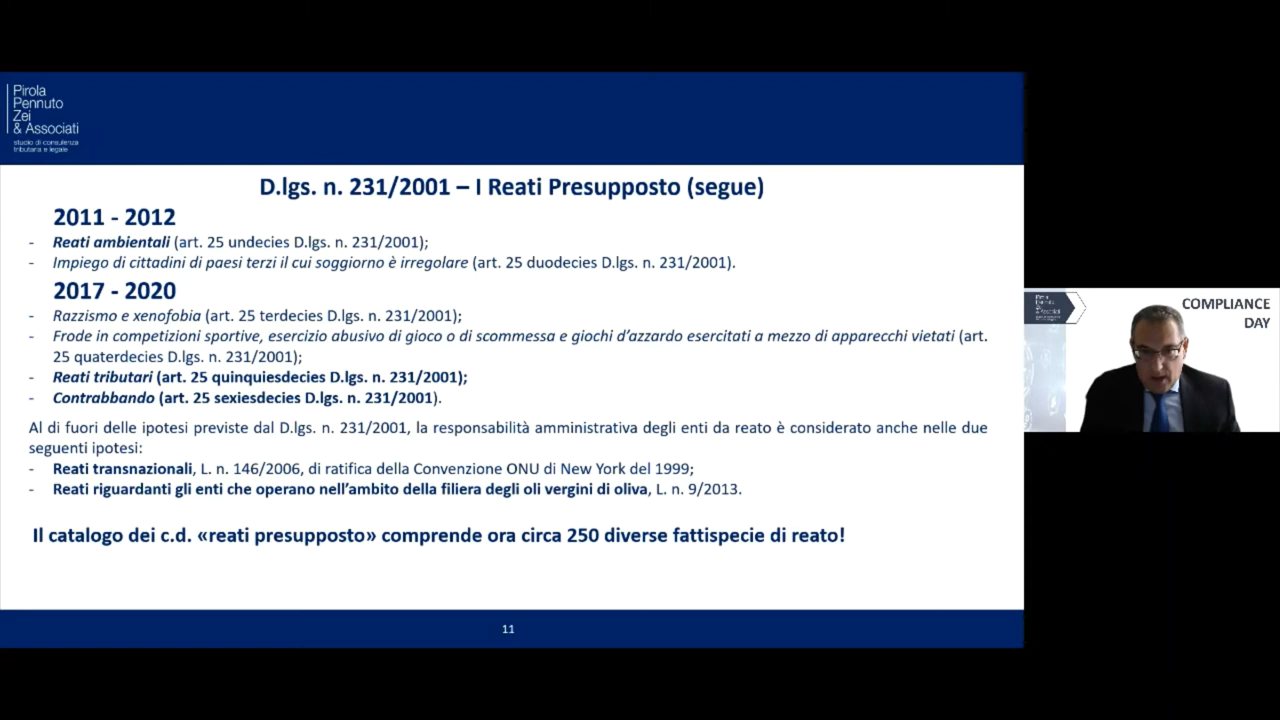 Pirola
Pennuto
Zei
& Associati
studio di consulenza
tributaria e legale
D.lgs. n. 231/2001 – I Reati Presupposto (segue)
2011 - 2012
- Reati ambientali (art. 25 undecies D.lgs. n. 231/2001);
- Impiego di cittadini di paesi terzi il cui soggiorno è irregolare (art. 25 duodecies D.lgs. n. 231/2001).
2017 - 2020
- Razzismo e xenofobia (art. 25 terdecies D.lgs. n. 231/2001);
- Frode in competizioni sportive, esercizio abusivo di gioco o di scommessa e giochi d’azzardo esercitati a mezzo di apparecchi vietati (art.
25 quaterdecies D.lgs. n. 231/2001);
- Reati tributari (art. 25 quinquiesdecies D.lgs. n. 231/2001);
- Contrabbando (art. 25 sexiesdecies D.lgs. n. 231/2001).
Al di fuori delle ipotesi previste dal D.lgs. n. 231/2001, la responsabilità amministrativa degli enti da reato è considerato anche nelle due
seguenti ipotesi:
- Reati transnazionali, L. n. 146/2006, di ratifica della Convenzione ONU di New York del 1999;
- Reati riguardanti gli enti che operano nell’ambito della filiera degli oli vergini di oliva, L. n. 9/2013.
Il catalogo dei c.d. «reati presupposto» comprende ora circa 250 diverse fattispecie di reato!
11
Pirola
Pennuto
Zei
& Associati
COMPLIANCE
DAY